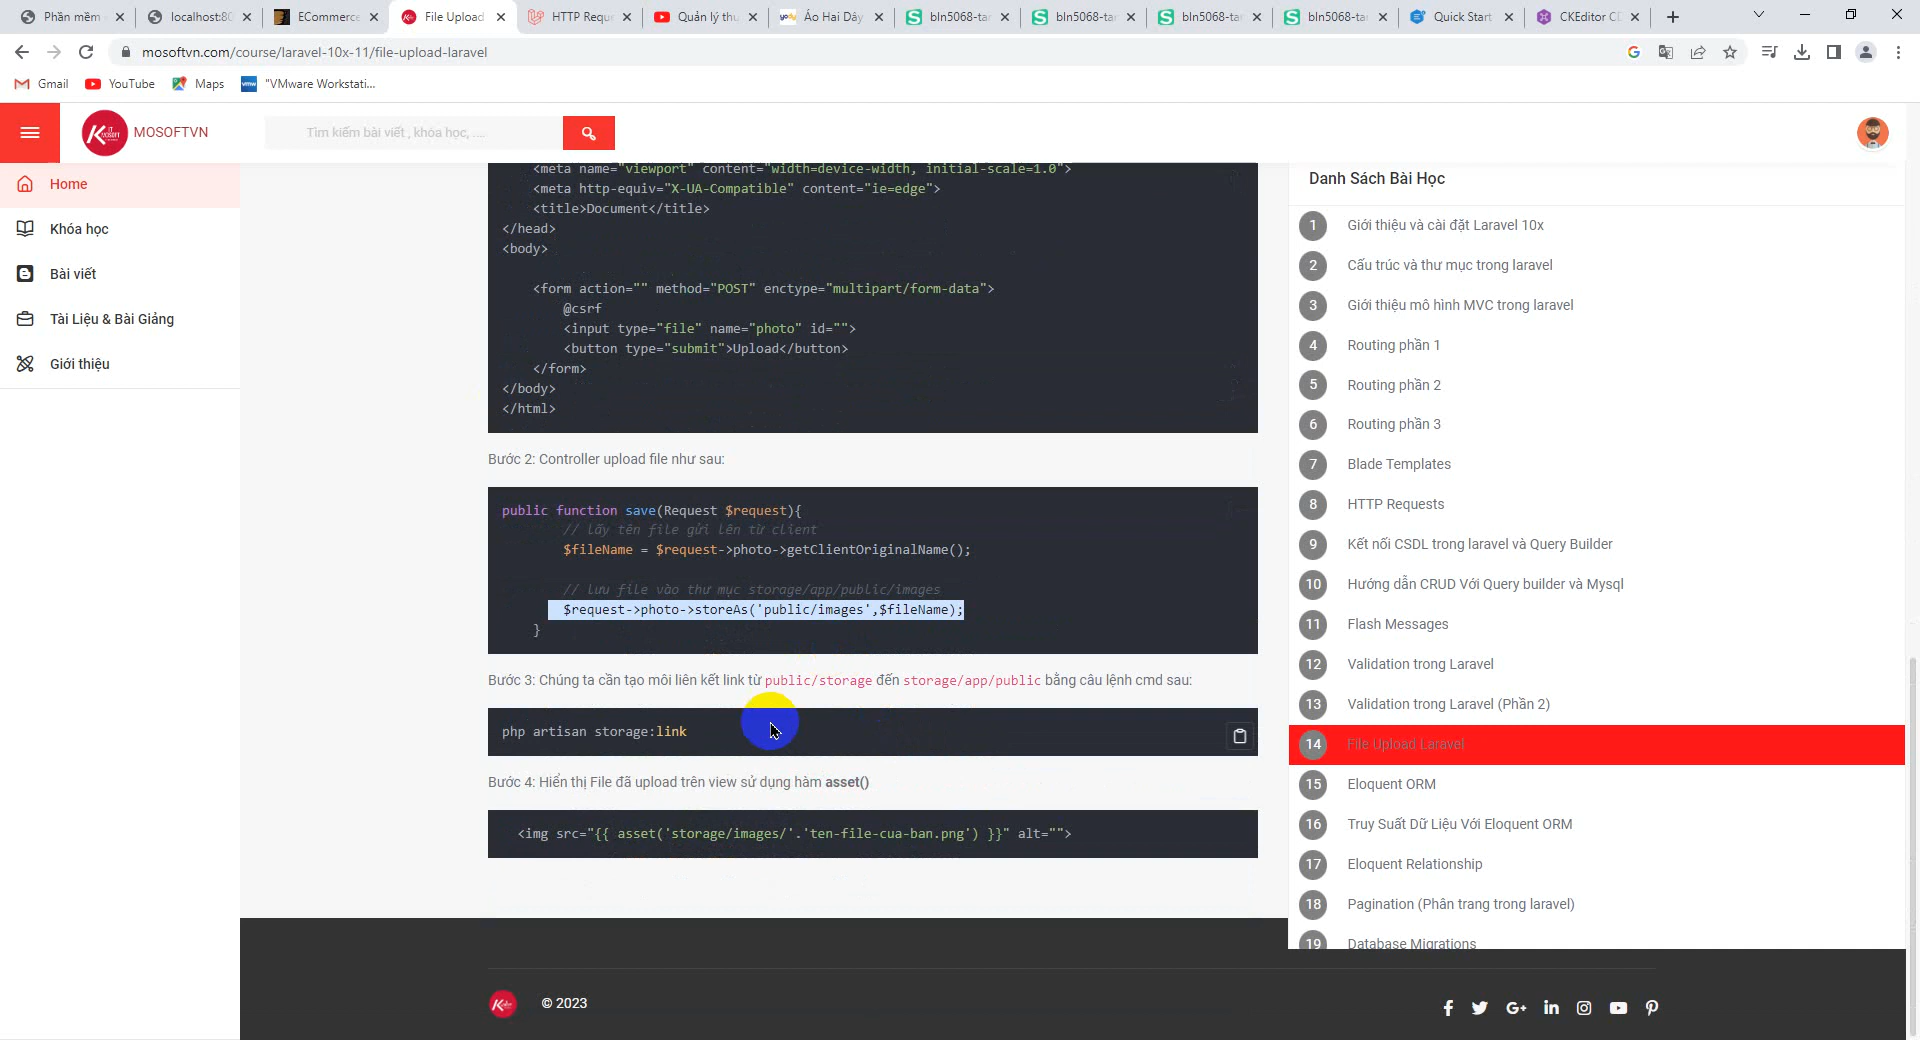 Phần mềm
localhost:80
ECommerce
File Upload
HTTP Requ
Quản lý thu
Áo Hai Dây
bln5068-tar
bln5068-tar
bln5068-tar
bln5068-tar
Quick Start
CKEditor CD
mosoftvn.com/course/laravel-10x-11/file-upload-laravel
Gmail
YouTube
Maps
"VMware Workstati...
MOSOFTVN
Tìm kiếm bài viết , khóa học, ....
Home
Khóa học
Bài viết
Tài Liệu & Bài Giảng
Giới thiệu
<meta name="viewport" content="width=device-width, initial-scale=1.0">
<meta http-equiv="X-UA-Compatible" content="ie=edge">
<title>Document</title>
</head>
<body>
<form action="" method="POST" enctype="multipart/form-data">
@csrf
<input type="file" name="photo" id="">
<button type="submit">Upload</button>
</form>
</body>
</html>
Bước 2: Controller upload file như sau:
public function save(Request $request){
// lấy tên file gửi lên từ client
$fileName = $request->photo->getClientOriginalName();
// lưu file vào thư mục storage/app/public/images
$request->photo->storeAs('public/images',$fileName);
}
Bước 3: Chúng ta cần tạo môi liên kết link từ public/storage đến storage/app/public bằng câu lệnh cmd sau:
php artisan storage:link
Bước 4: Hiển thị File đã upload trên view sử dụng hàm asset()
<img src="{{ asset('storage/images/'.'ten-file-cua-ban.png') }}" alt="">
Danh Sách Bài Học
1 Giới thiệu và cài đặt Laravel 10x
2 Cấu trúc và thư mục trong laravel
3 Giới thiệu mô hình MVC trong laravel
4 Routing phần 1
5 Routing phần 2
6 Routing phần 3
7 Blade Templates
8 HTTP Requests
9 Kết nối CSDL trong laravel và Query Builder
10 Hướng dẫn CRUD Với Query builder và Mysql
11 Flash Messages
12 Validation trong Laravel
13 Validation trong Laravel (Phần 2)
14 File Upload Laravel
15 Eloquent ORM
16 Truy Suất Dữ Liệu Với Eloquent ORM
17 Eloquent Relationship
18 Pagination (Phân trang trong laravel)
19 Database Migrations
© 2023